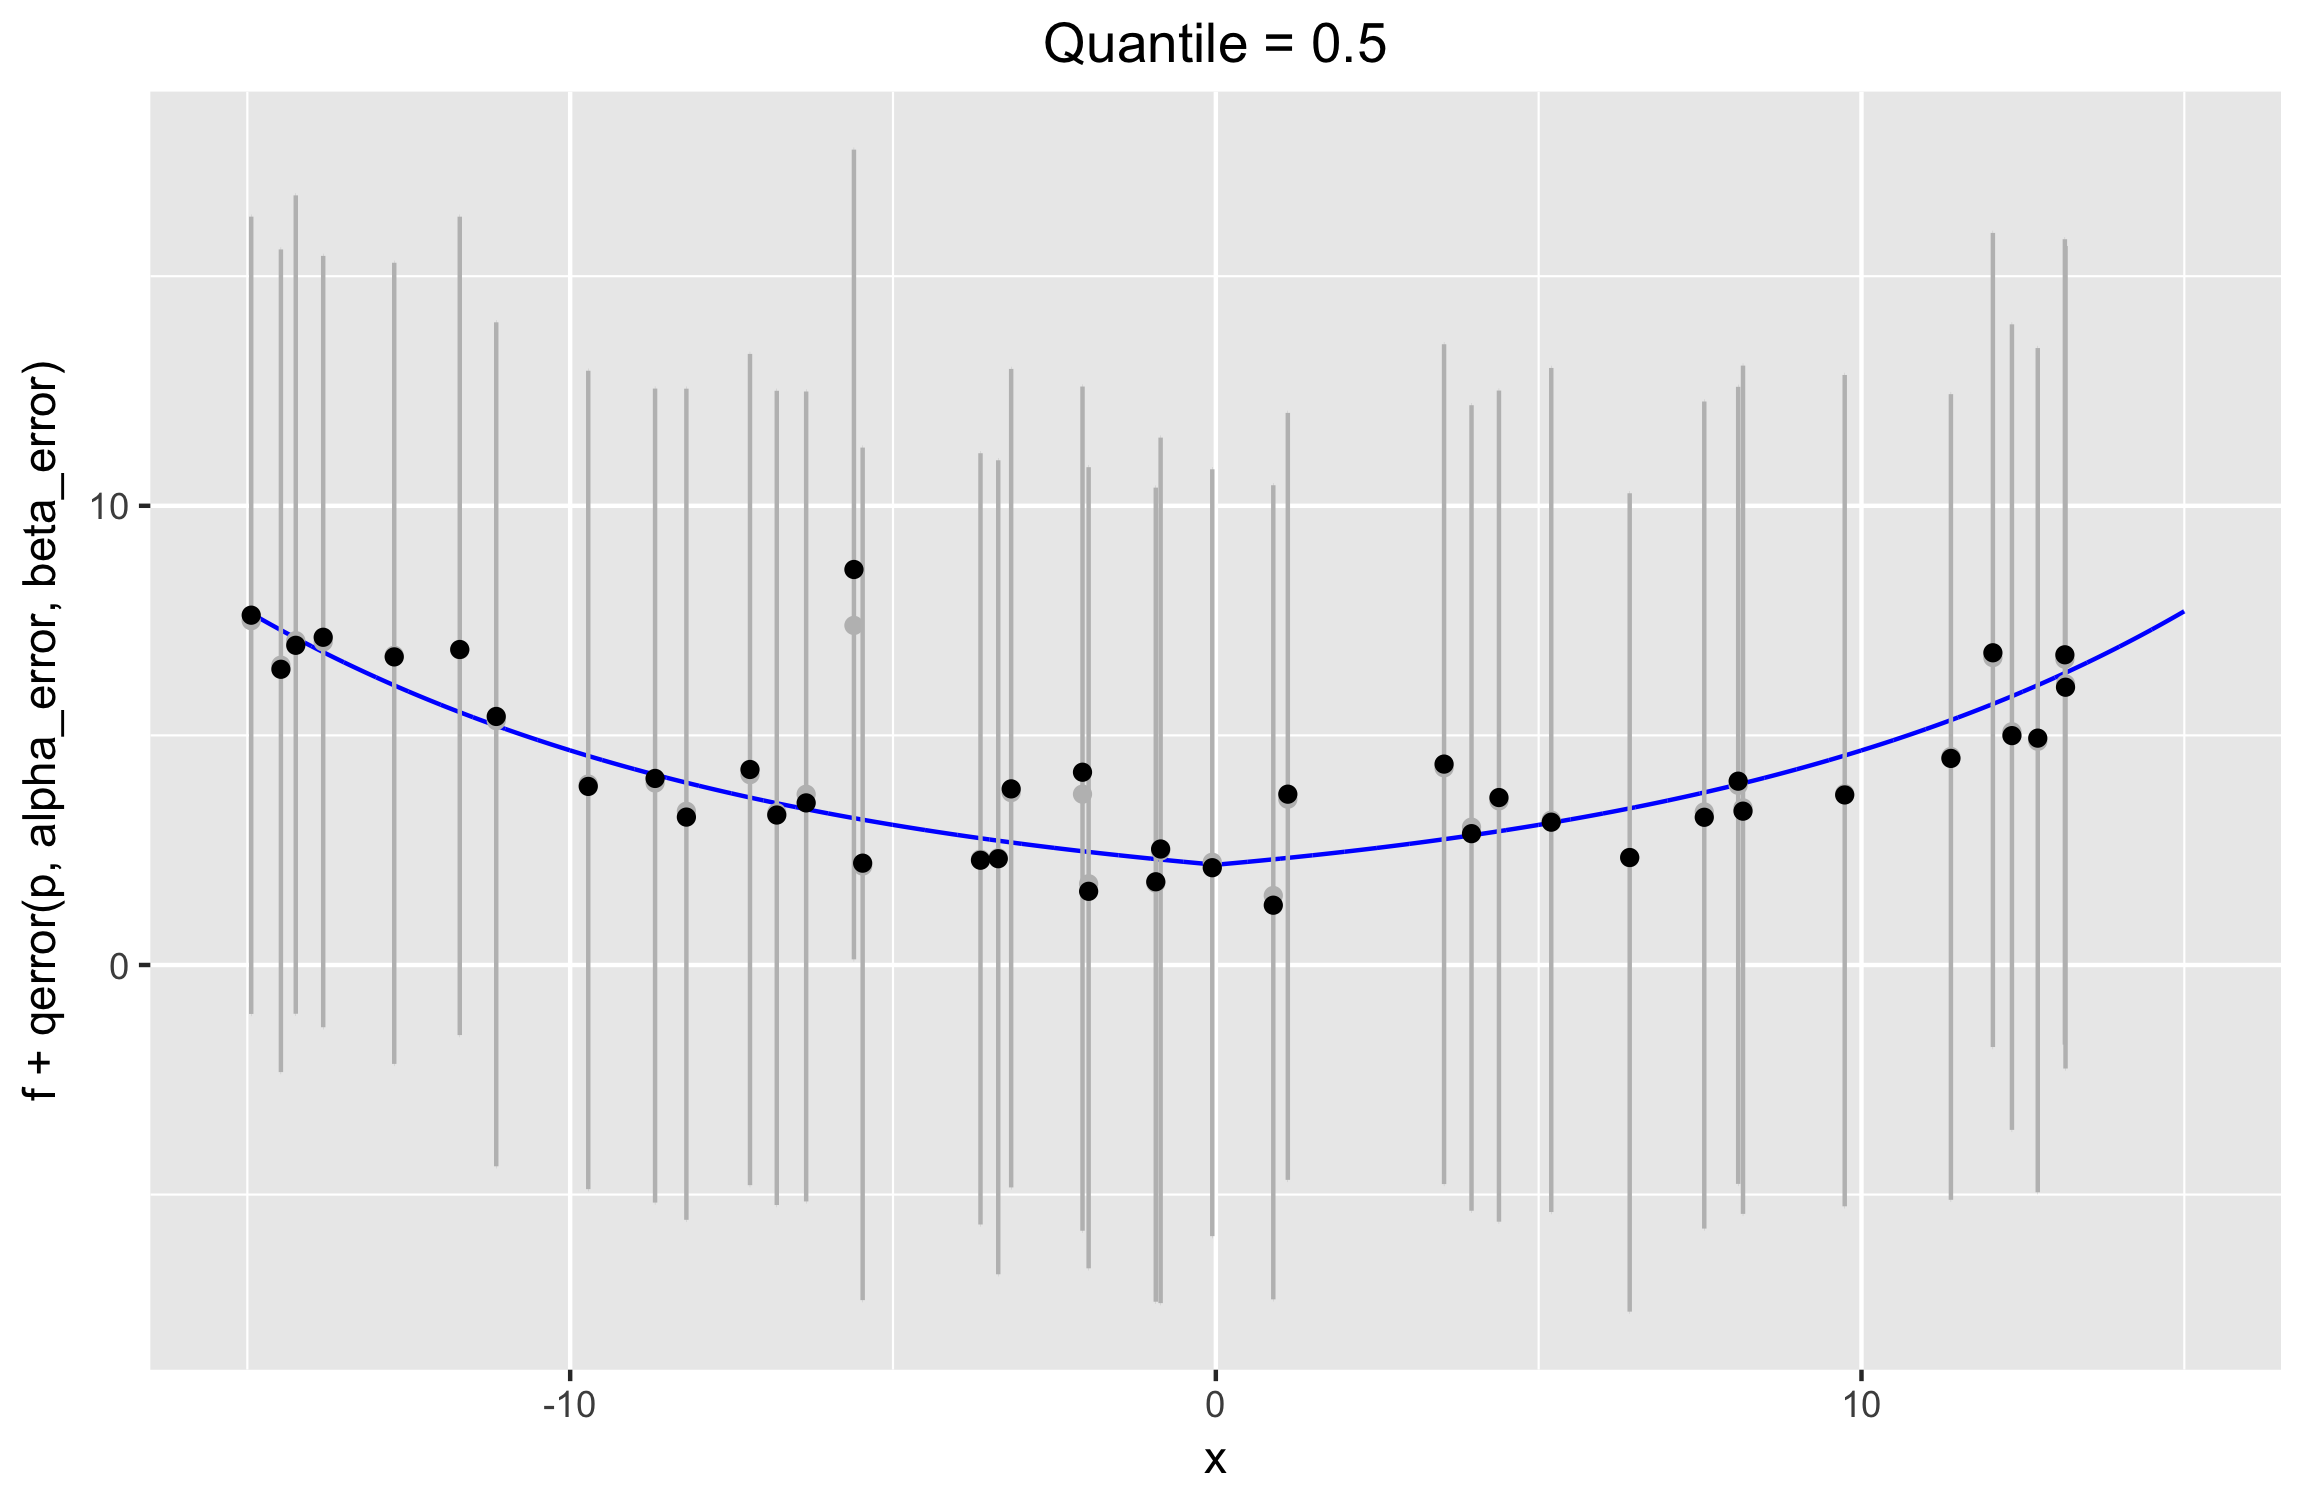 Quantile = 0.5
f + qerror(p, alpha_error, beta_error)
10
0
-10
0
10
x